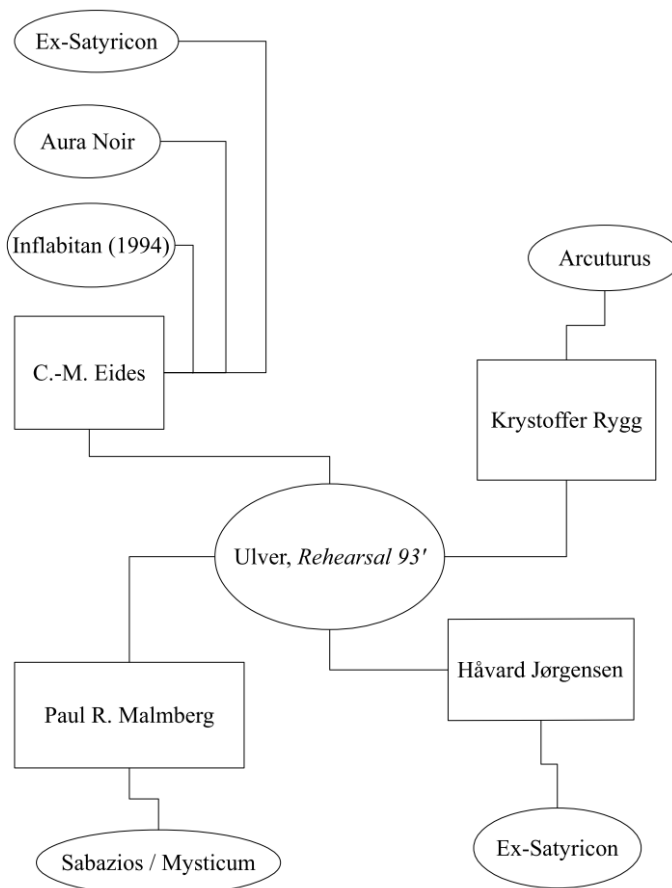 Ex-Satyricon
Aura Noir
Inflabitan (1994)
Arcuturus
C.-M. Eides
Krystoffer Rygg
Ulver, Rehearsal 93'
Håvard Jørgensen
Paul R. Malmberg
Ex-Satyricon
Sabazios / Mysticum